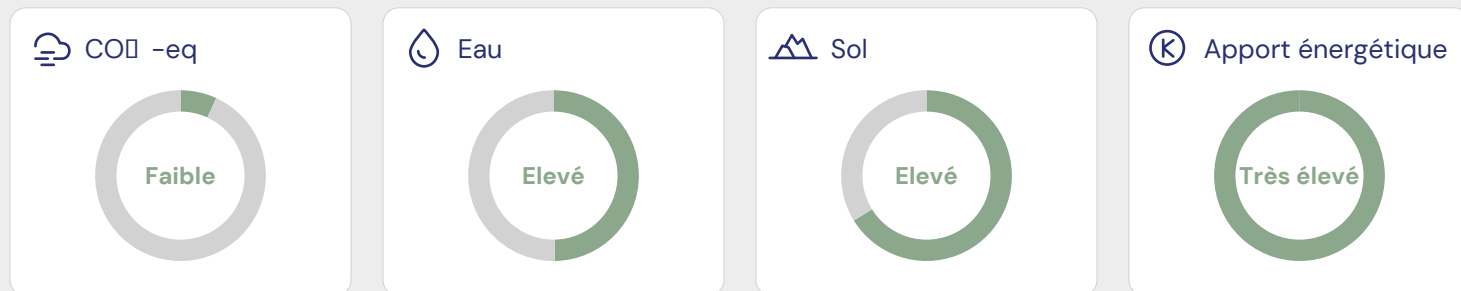 CO▯ -eq
Eau
Sol
Apport énergétique
Faible
Elevé
Elevé
Très élevé